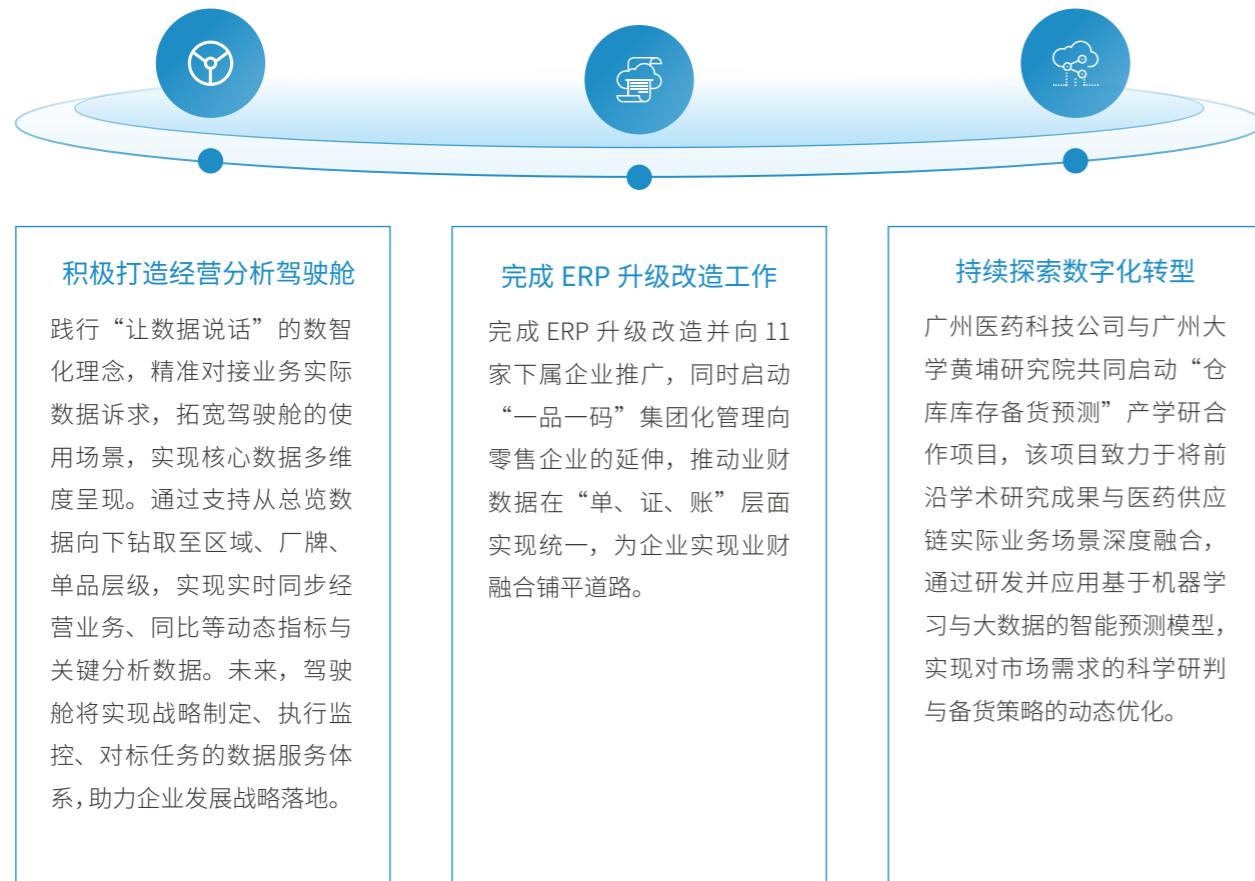 积极打造经营分析驾驶舱
践行“让数据说话”的数智
化理念，精准对接业务实际
数据诉求，拓宽驾驶舱的使
用场景，实现核心数据多维
度呈现。通过支持从总览数
据向下钻取至区域、厂牌、
单品层级，实现实时同步经
营业务、同比等动态指标与
关键分析数据。未来，驾驶
舱将实现战略制定、执行监
控、对标任务的数据服务体
系，助力企业发展战略落地。
完成 ERP 升级改造工作
完成 ERP 升级改造并向 11
家下属企业推广，同时启动
“一品一码”集团化管理向
零售企业的延伸，推动业财
数据在“单、证、账”层面
实现统一，为企业实现业财
融合铺平道路。
持续探索数字化转型
广州医药科技公司与广州大
学黄埔研究院共同启动“仓
库库存备货预测”产学研合
作项目，该项目致力于将前
沿学术研究成果与医药供应
链实际业务场景深度融合，
通过研发并应用基于机器学
习与大数据的智能预测模型，
实现对市场需求的科学研判
与备货策略的动态优化。